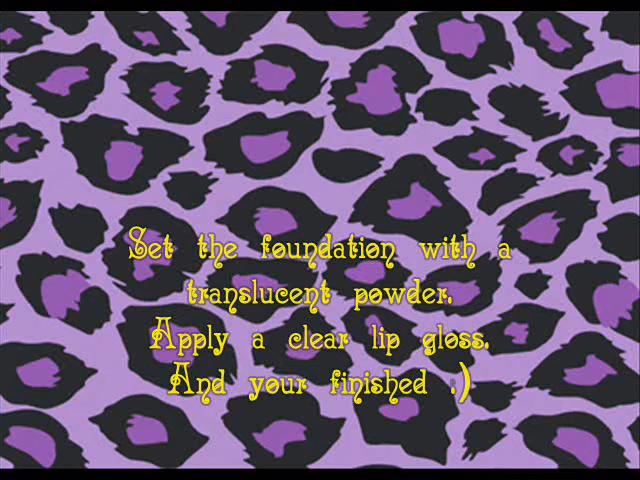 Set the foundation with a
translucent powder.
Apply a clear lip gloss.
And your finished :)